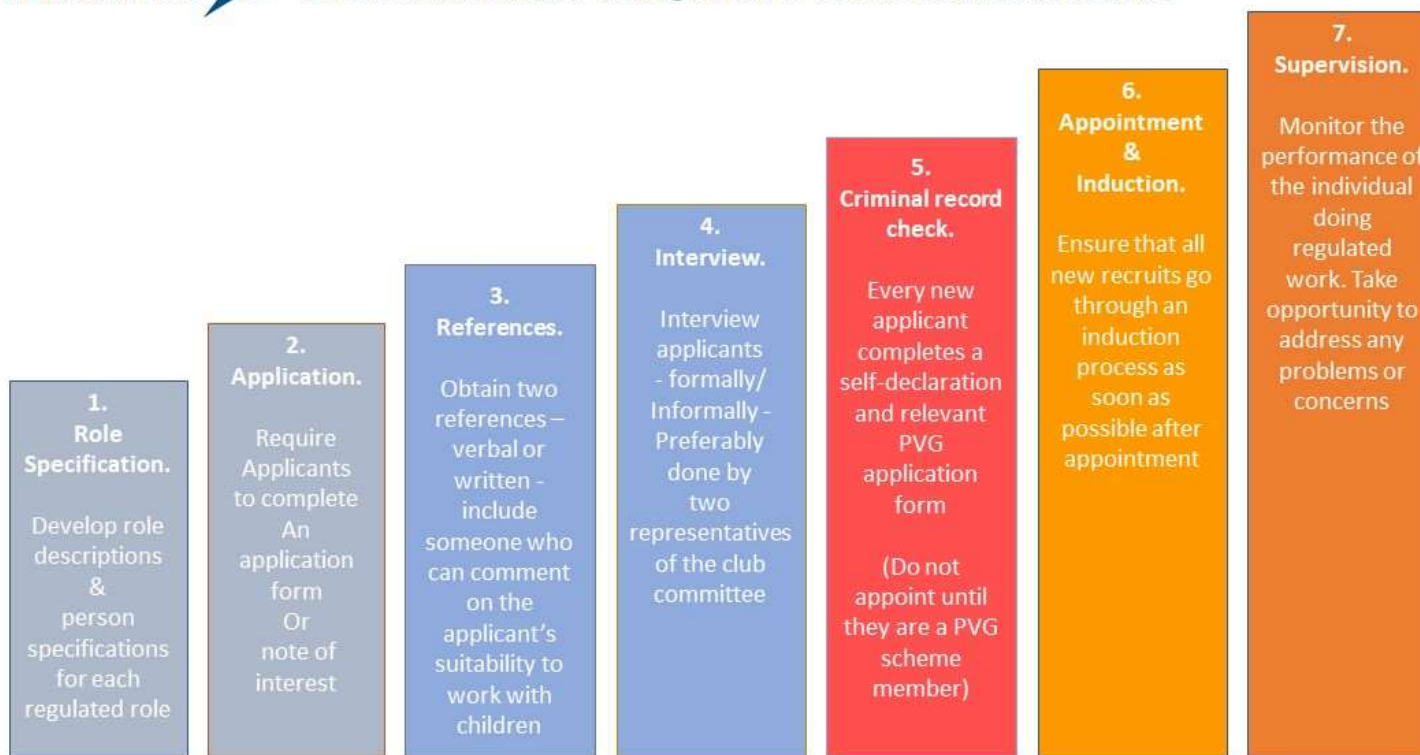 1.
Role
Specification.
Develop role
descriptions
&
person
specifications
for each
regulated role
2.
Application.
Require
Applicants
to complete
An
application
form
Or
note of
interest
3.
References.
Obtain two
references –
verbal or
written -
include
someone who
can comment
on the
applicant's
suitability to
work with
children
4.
Interview.
Interview
applicants
- formally/
Informally -
Preferably
done by
two
representatives
of the club
committee
5.
Criminal record
check.
Every new
applicant
completes a
self-declaration
and relevant
PVG
application
form
(Do not
appoint until
they are a PVG
scheme
member)
6.
Appointment
&
Induction.
Ensure that all
new recruits go
through an
induction
process as
soon as
possible after
appointment
7.
Supervision.
Monitor the
performance of
the individual
doing
regulated
work. Take
opportunity to
address any
problems or
concerns